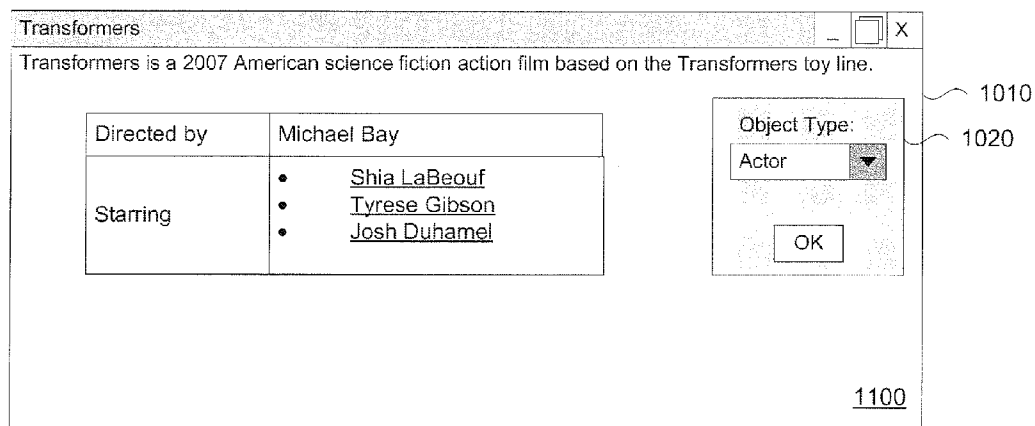 Transformers _ X
Transformers is a 2007 American science fiction action film based on the Transformers toy line.
1010
Directed by Michael Bay
Starring
• Shia LaBeouf
• Tyrese Gibson
• Josh Duhamel
Object Type:
1020
Actor
OK
1100